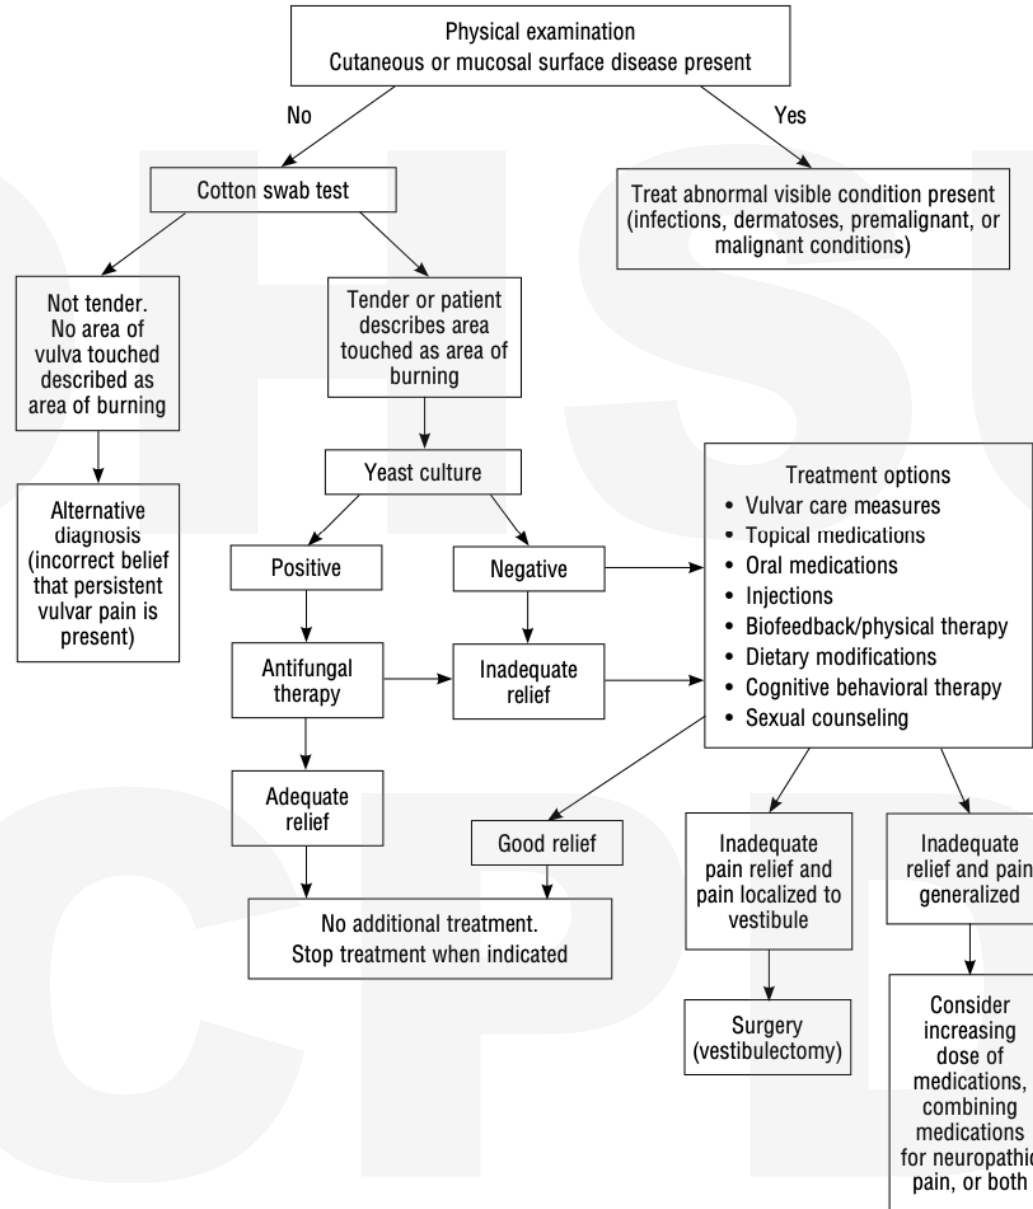 Physical examination
Cutaneous or mucosal surface disease present
No
Yes
Cotton swab test
Treat abnormal visible condition present
(infections, dermatoses, premalignant, or
malignant conditions)
Not tender.
No area of
vulva touched
described as
area of burning
Tender or patient
describes area
touched as area of
burning
Yeast culture
Alternative
diagnosis
(incorrect belief
that persistent
vulvar pain is
present)
Positive
Negative
Treatment options
• Vulvar care measures
• Topical medications
• Oral medications
• Injections
• Biofeedback/physical therapy
• Dietary modifications
• Cognitive behavioral therapy
• Sexual counseling
Antifungal
therapy
Inadequate
relief
Adequate
relief
Good relief
Inadequate
pain relief and
pain localized to
vestibule
Inadequate
relief and pain
generalized
No additional treatment.
Stop treatment when indicated
Surgery
(vestibulectomy)
Consider
increasing
dose of
medications,
combining
medications
for neuropathic
pain, or both
OHSU
CPD